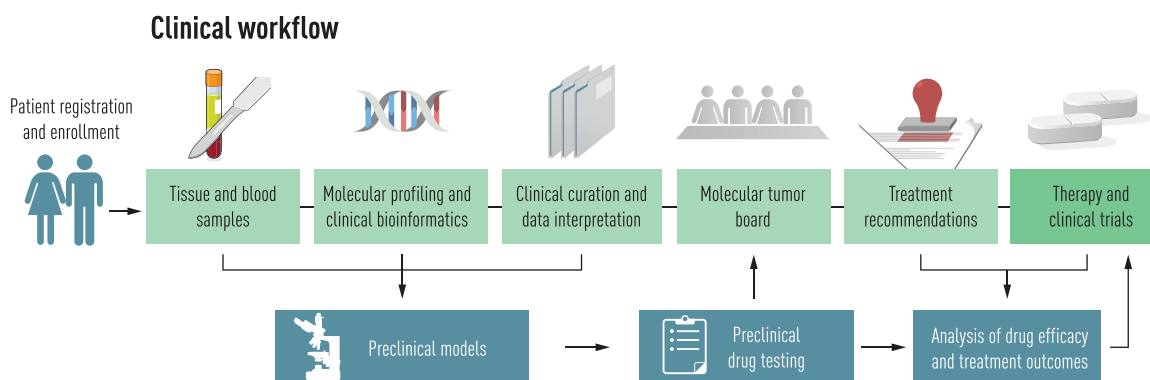 Clinical workflow
Patient registration
and enrollment
Tissue and blood
samples
Molecular profiling and
clinical bioinformatics
Clinical curation and
data interpretation
Molecular tumor
board
Treatment
recommendations
Therapy and
clinical trials
Preclinical models
Preclinical
drug testing
Analysis of drug efficacy
and treatment outcomes